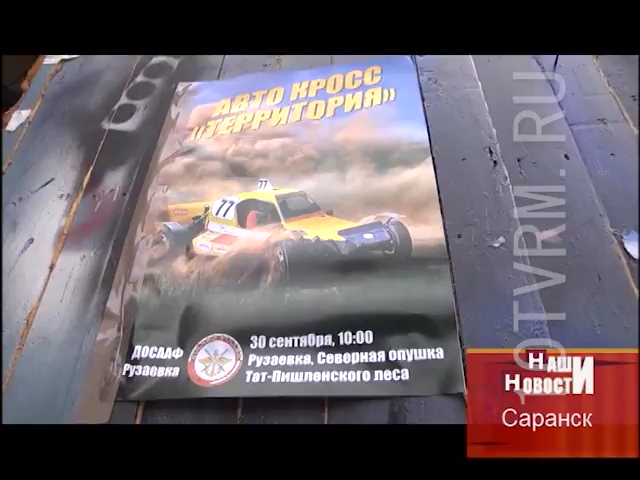 АВТО КРОСС
«ТЕРРИТОРИЯ»
77
77
ДОСААФ
Рузаевка
30 сентября, 10:00
Рузаевка, Северная опушка
Тат-Пишленского леса
10TVRM.RU
НАШИ
НОВОСТИ
Саранск